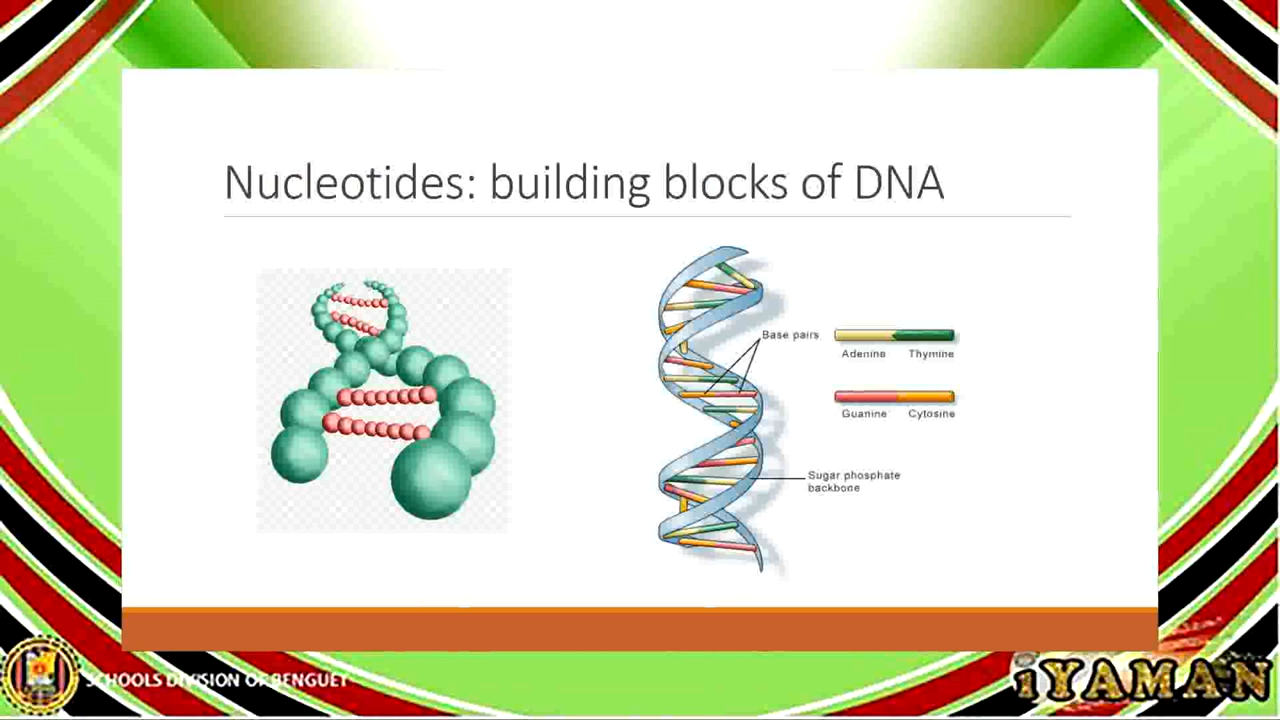 Nucleotides: building blocks of DNA
Base pairs
Adenine Thymine
Guanine Cytosine
Sugar phosphate
backbone
SCHOOLS DIVISION OF BENGUET
iYAMAN